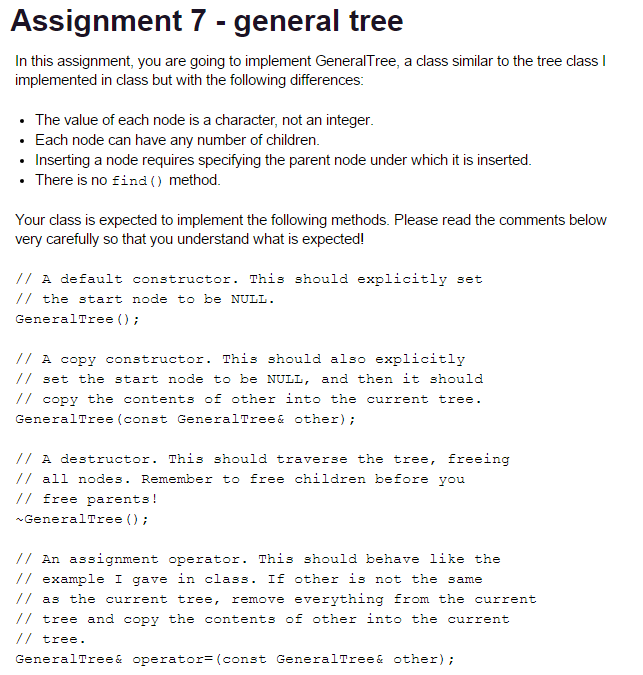 Assignment 7 - general tree
In this assignment, you are going to implement GeneralTree, a class similar to the tree class I
implemented in class but with the following differences:
• The value of each node is a character, not an integer.
• Each node can have any number of children.
• Inserting a node requires specifying the parent node under which it is inserted.
• There is no find() method.
Your class is expected to implement the following methods. Please read the comments below
very carefully so that you understand what is expected!
// A default constructor. This should explicitly set
// the start node to be NULL.
GeneralTree();
// A copy constructor. This should also explicitly
// set the start node to be NULL, and then it should
// copy the contents of other into the current tree.
GeneralTree(const GeneralTree& other);
// A destructor. This should traverse the tree, freeing
// all nodes. Remember to free children before you
// free parents!
~GeneralTree();
// An assignment operator. This should behave like the
// example I gave in class. If other is not the same
// as the current tree, remove everything from the current
// tree and copy the contents of other into the current
// tree.
GeneralTree& operator=(const GeneralTree& other);